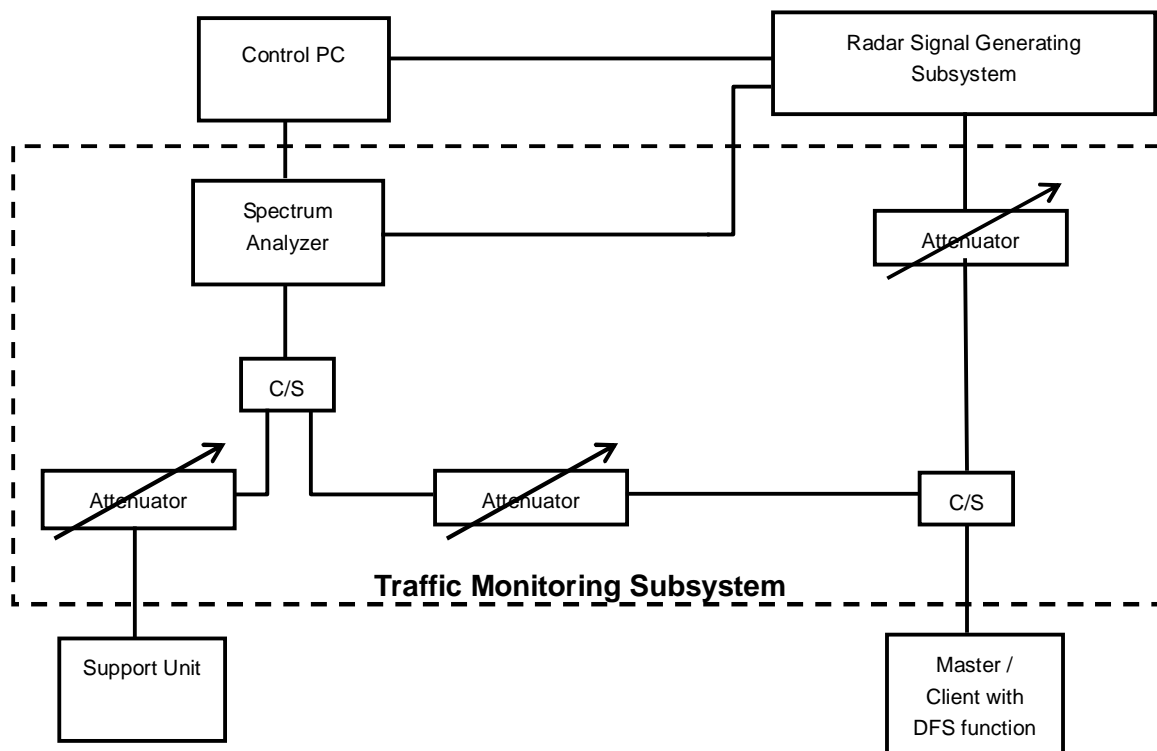 Control PC
Radar Signal Generating
Subsystem
Spectrum
Analyzer
Attenuator
C/S
Attenuator
Attenuator
C/S
Traffic Monitoring Subsystem
Support Unit
Master /
Client with
DFS function